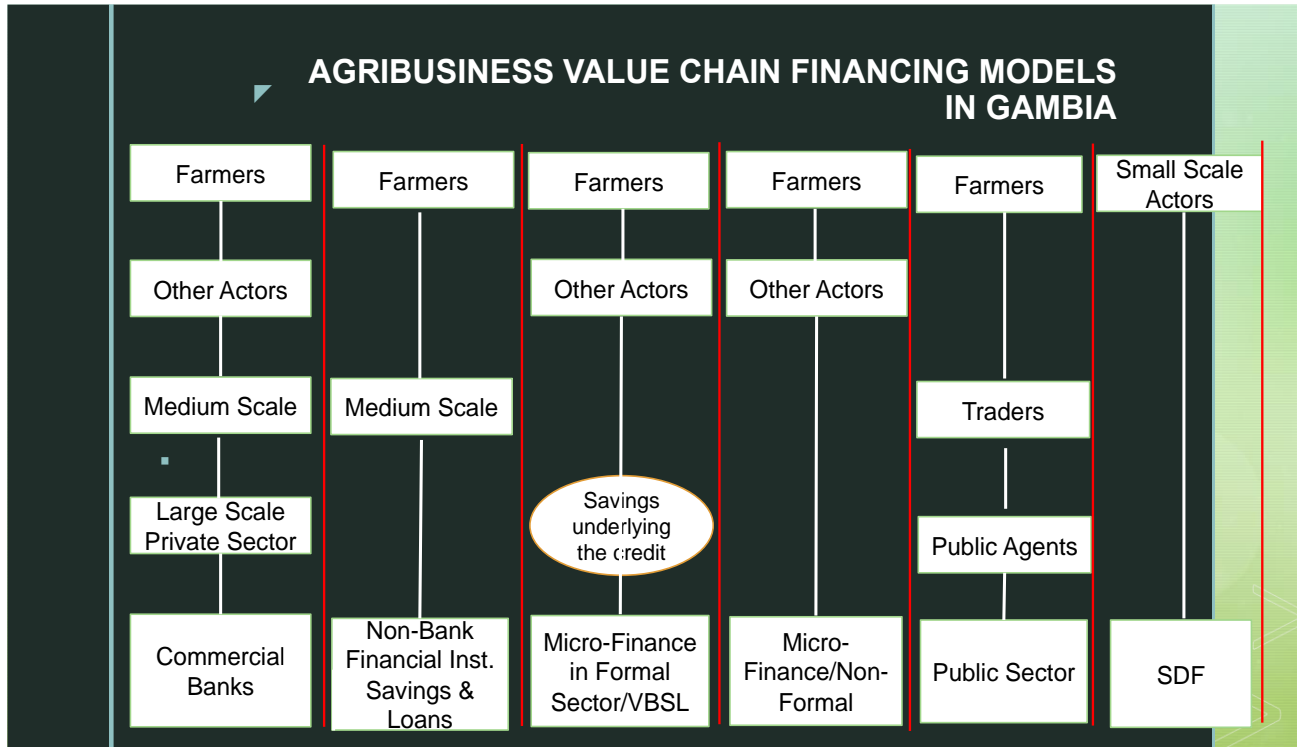 AGRIBUSINESS VALUE CHAIN FINANCING MODELS
IN GAMBIA
Farmers
Other Actors
Medium Scale
Large Scale
Private Sector
Commercial
Banks
Farmers
Medium Scale
Non-Bank
Financial Inst.
Savings &
Loans
Farmers
Other Actors
Savings
underlying
the credit
Micro-Finance
in Formal
Sector/VBSL
Farmers
Other Actors
Micro-
Finance/Non-
Formal
Farmers
Traders
Public Agents
Public Sector
Small Scale
Actors
SDF